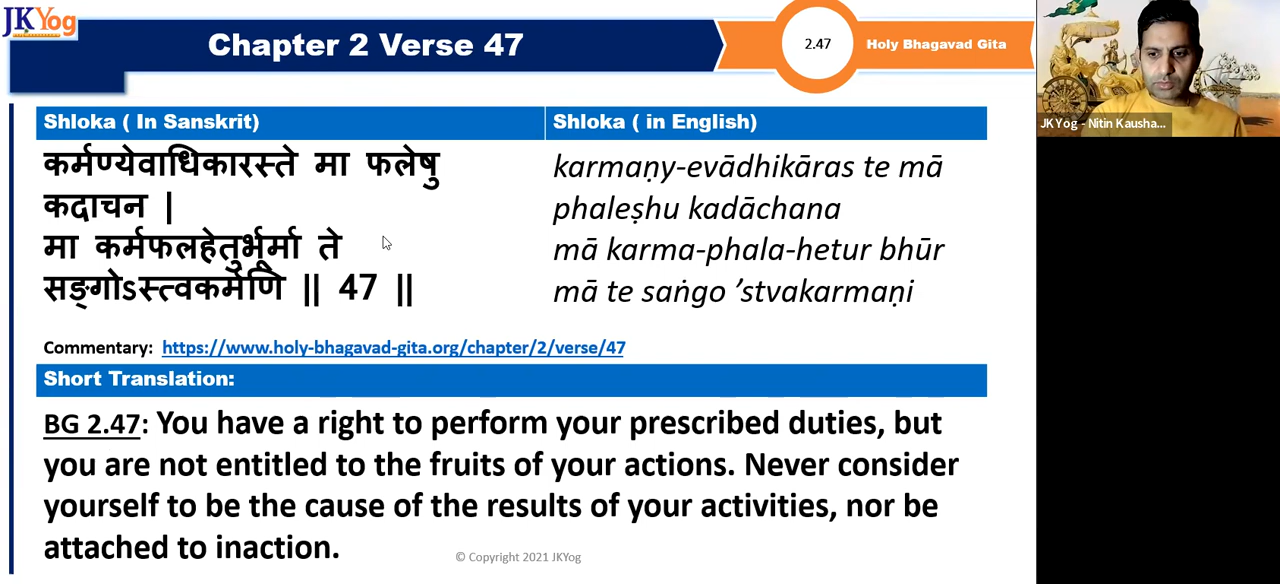 JKYog
Chapter 2 Verse 47
2.47
Holy Bhagavad Gita
JKYog - Nitin Kausha...
Shloka ( In Sanskrit)
Shloka ( in English)
कर्मण्येवाधिकारस्ते मा फलेषु
कदाचन |
मा कर्मफलहेतुर्भूर्मा ते
सङ्गोऽस्त्वकर्मणि || 47 ||
karmaṇy-evādhikāras te mā
phaleṣhu kadāchana
mā karma-phala-hetur bhūr
mā te saṅgo ’stvakarmaṇi
Commentary: https://www.holy-bhagavad-gita.org/chapter/2/verse/47
Short Translation:
BG 2.47: You have a right to perform your prescribed duties, but
you are not entitled to the fruits of your actions. Never consider
yourself to be the cause of the results of your activities, nor be
attached to inaction.
© Copyright 2021 JKYog